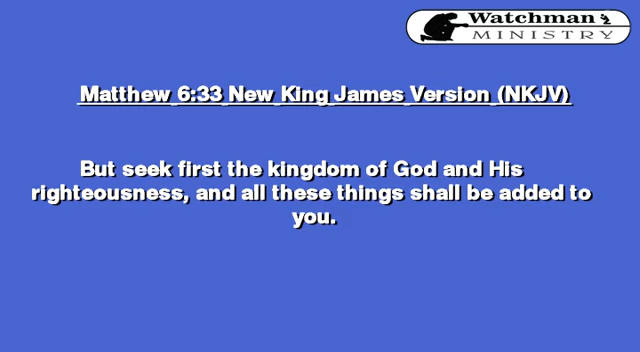 Watchman
MINISTRY
Matthew 6:33 New King James Version (NKJV)
But seek first the kingdom of God and His
righteousness, and all these things shall be added to
you.